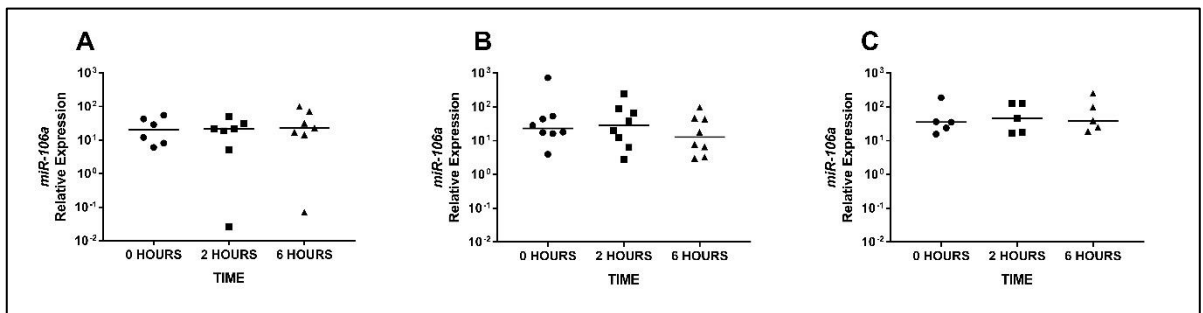 A
miR-106a
Relative Expression
10³
10²
10¹
10⁰
10⁻¹
10⁻²
0 HOURS 2 HOURS 6 HOURS
TIME
B
miR-106a
Relative Expression
10³
10²
10¹
10⁰
10⁻¹
10⁻²
0 HOURS 2 HOURS 6 HOURS
TIME
C
miR-106a
Relative Expression
10³
10²
10¹
10⁰
10⁻¹
10⁻²
0 HOURS 2 HOURS 6 HOURS
TIME